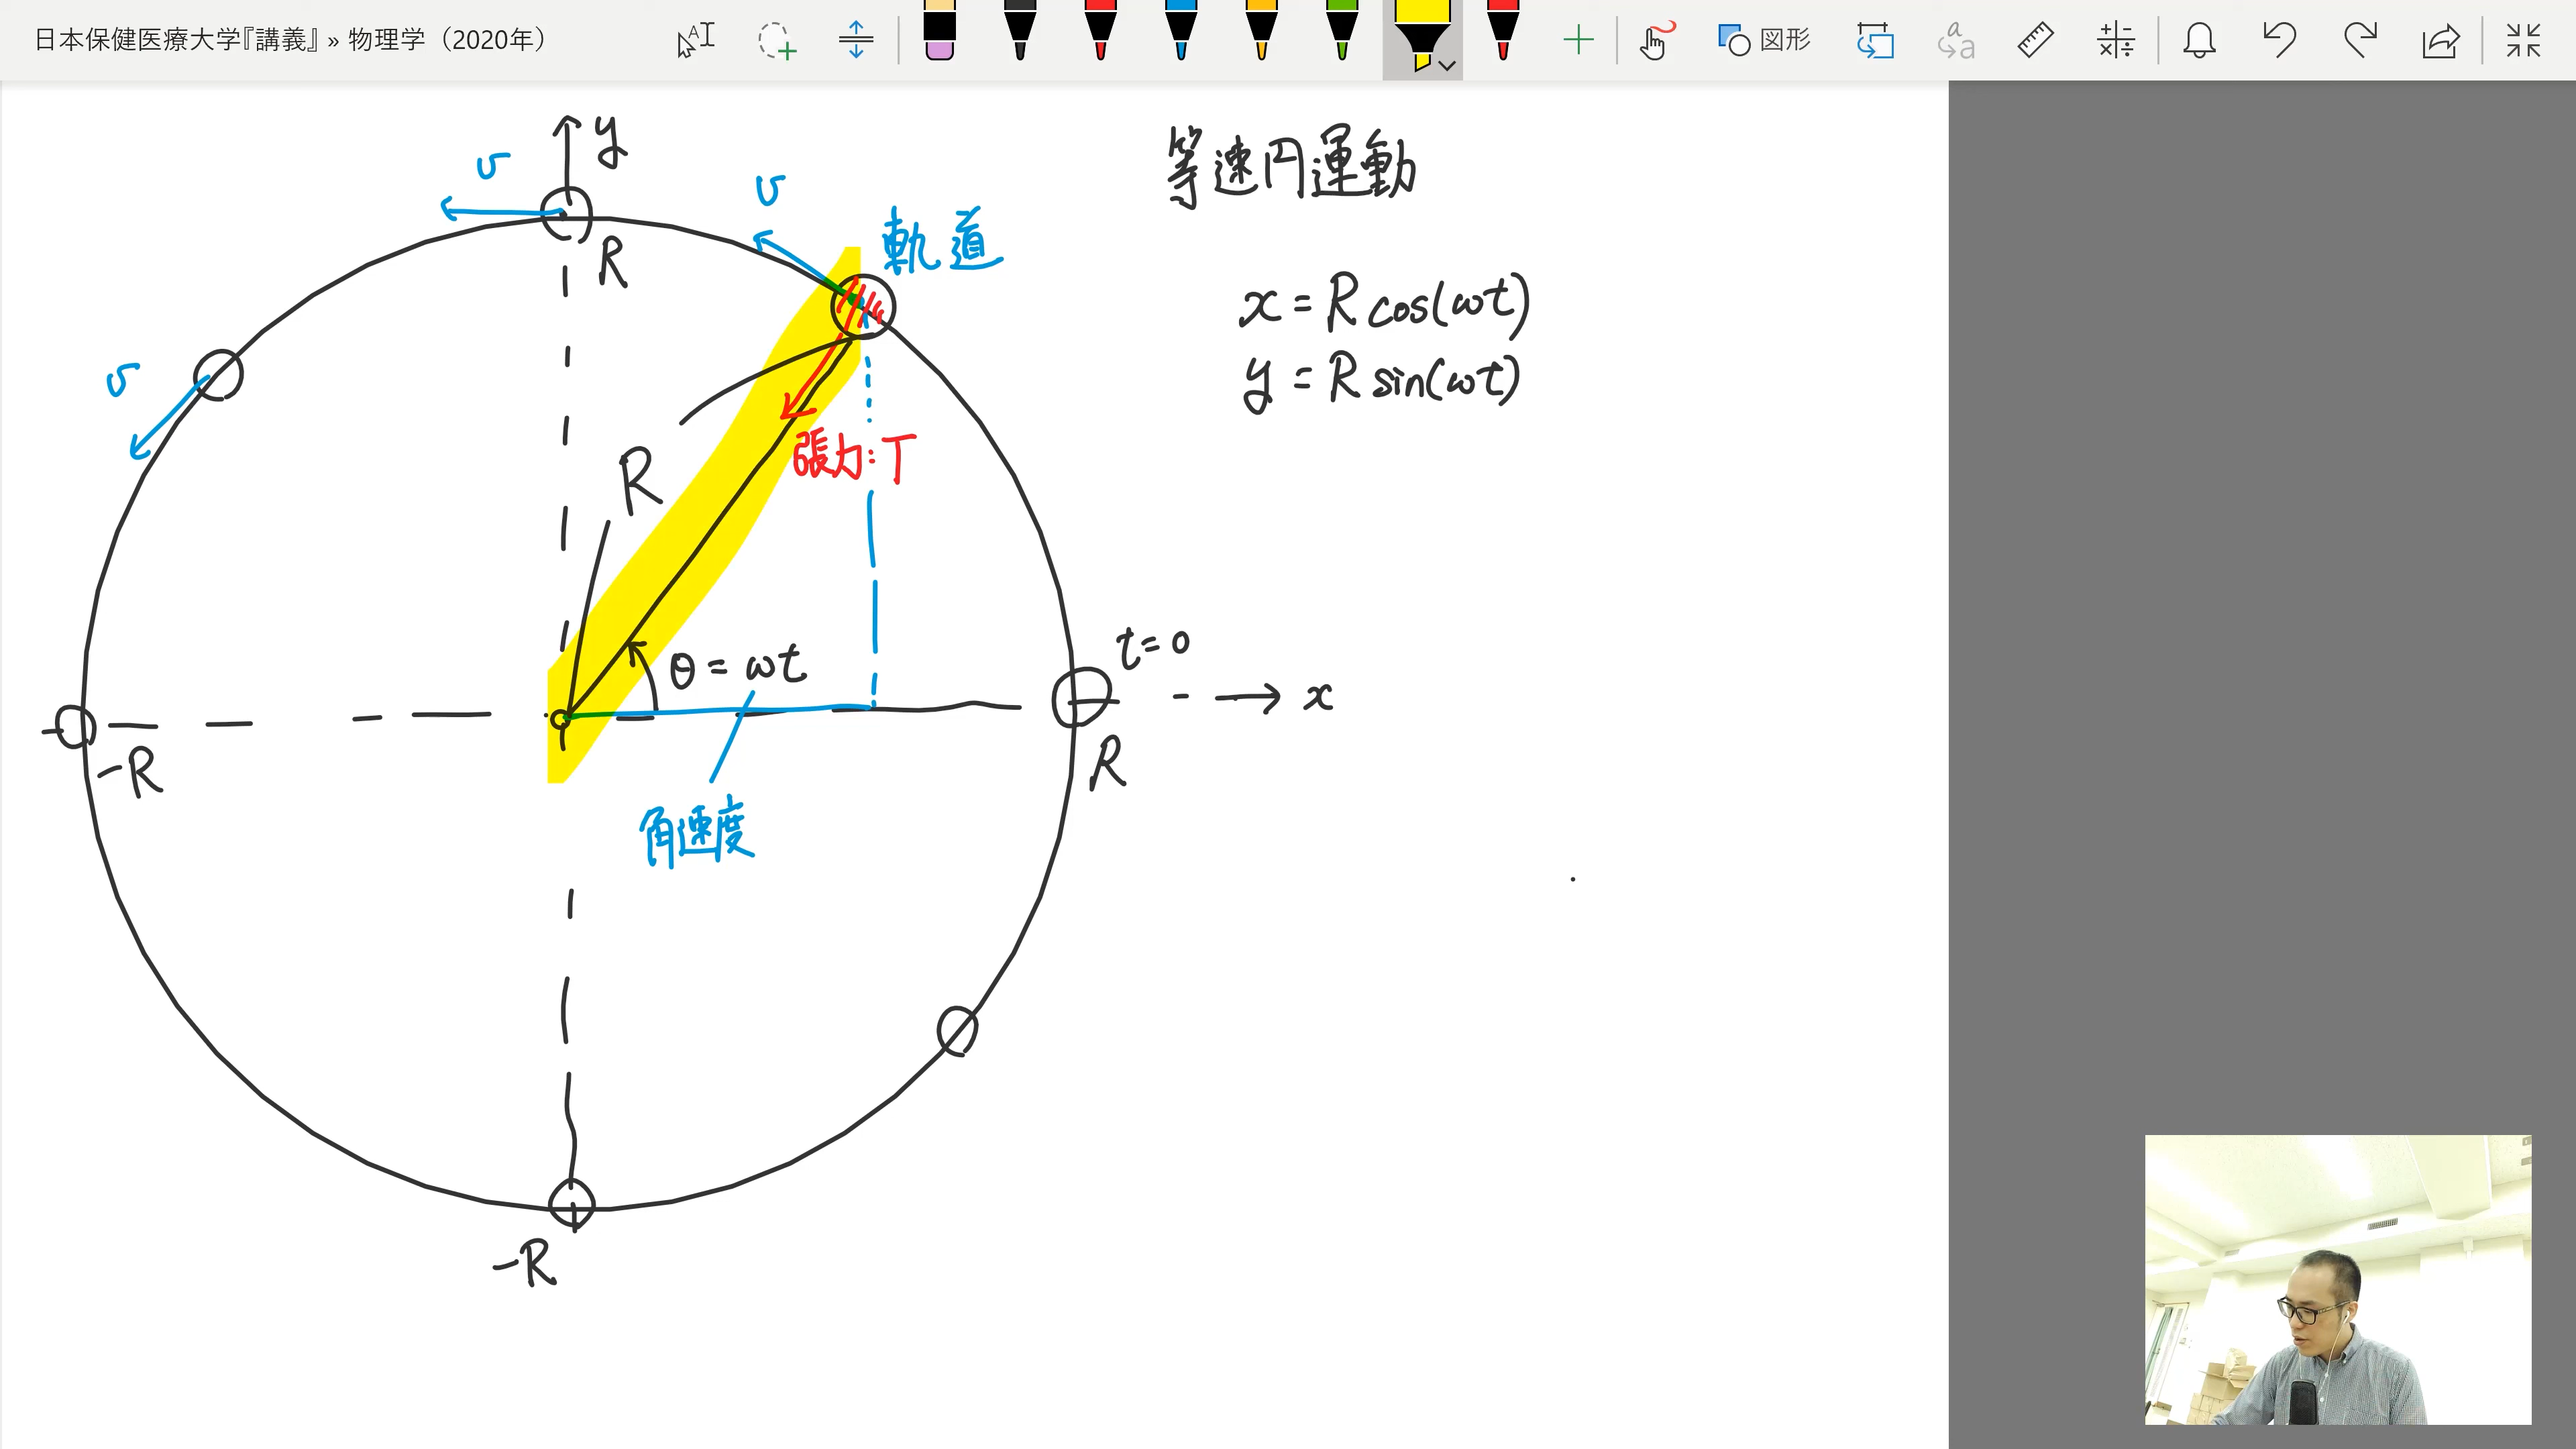 日本保健医療大学『講義』 » 物理学（2020年）
図形
等速円運動
y
υ
υ
R
軌道
x = R cos(ωt)
y = R sin(ωt)
υ
張力：T
R
θ = ωt
t = 0
x
-R
R
角速度
-R